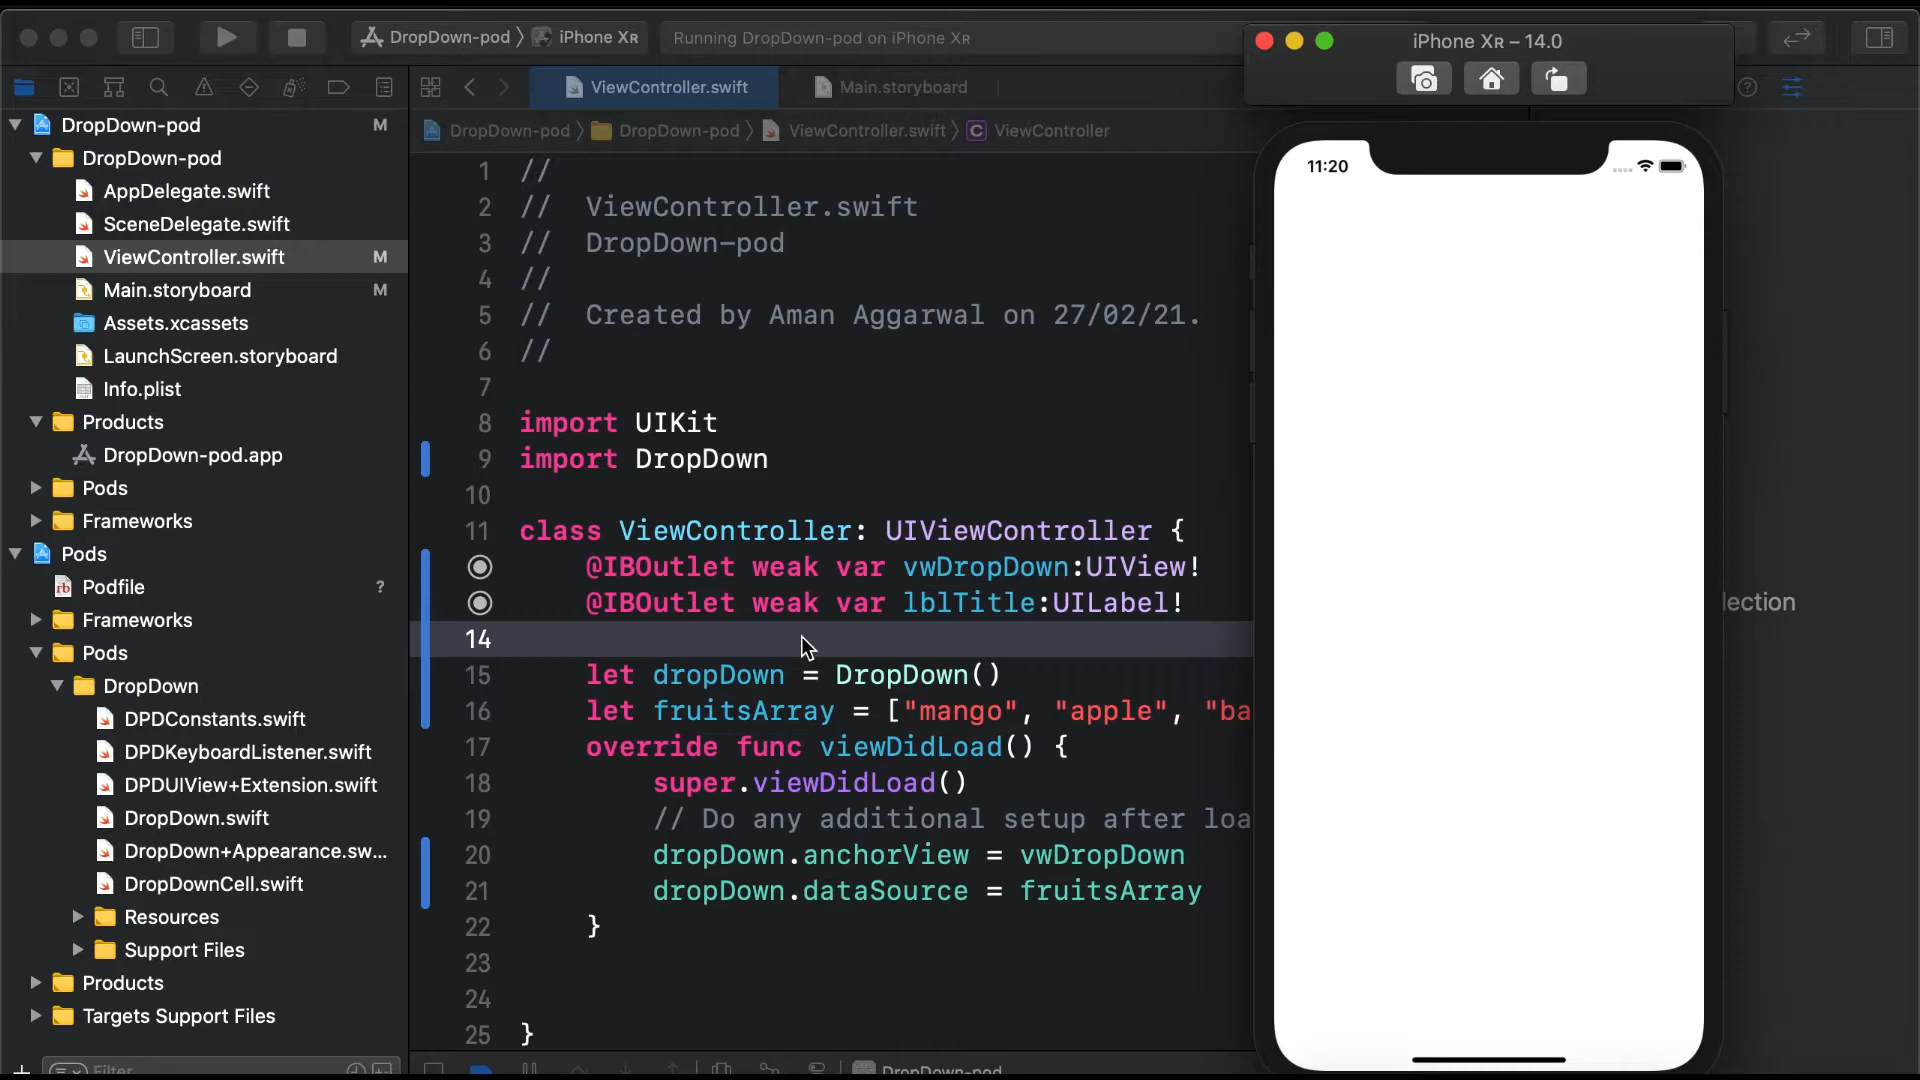 DropDown-pod 〉 iPhone XR
Running DropDown-pod on iPhone XR
iPhone XR – 14.0
ViewController.swift
Main.storyboard
DropDown-pod 〉 DropDown-pod 〉 ViewController.swift 〉 C ViewController
DropDown-pod M
DropDown-pod
AppDelegate.swift
SceneDelegate.swift
ViewController.swift M
Main.storyboard M
Assets.xcassets
LaunchScreen.storyboard
Info.plist
Products
DropDown-pod.app
Pods
Frameworks
Pods
Podfile ?
Frameworks
Pods
DropDown
DPDConstants.swift
DPDKeyboardListener.swift
DPDUIView+Extension.swift
DropDown.swift
DropDown+Appearance.sw...
DropDownCell.swift
Resources
Support Files
Products
Targets Support Files
Filter
1 //
2 //  ViewController.swift
3 //  DropDown-pod
4 //
5 //  Created by Aman Aggarwal on 27/02/21.
6 //
7
8 import UIKit
9 import DropDown
10
11 class ViewController: UIViewController {
@IBOutlet weak var vwDropDown:UIView!
@IBOutlet weak var lblTitle:UILabel!
14
15 let dropDown = DropDown()
16 let fruitsArray = ["mango", "apple", "ba
17 override func viewDidLoad() {
18 super.viewDidLoad()
19 // Do any additional setup after loa
20 dropDown.anchorView = vwDropDown
21 dropDown.dataSource = fruitsArray
22 }
23
24
25 }
DropDown-pod
11:20
lection